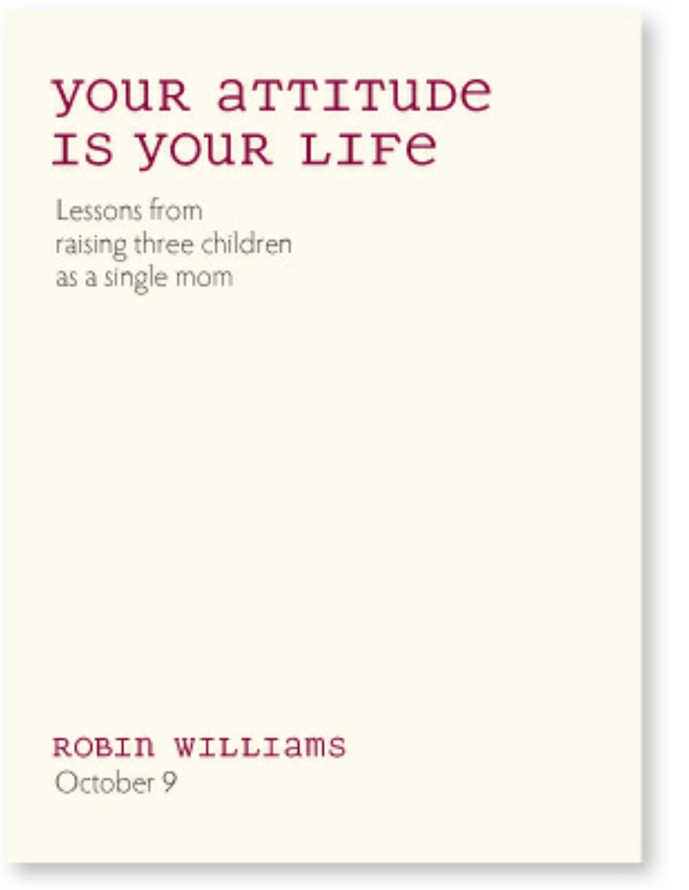 Your Attitude
is Your Life
Lessons from
raising three children
as a single mom
Robin Williams
October 9